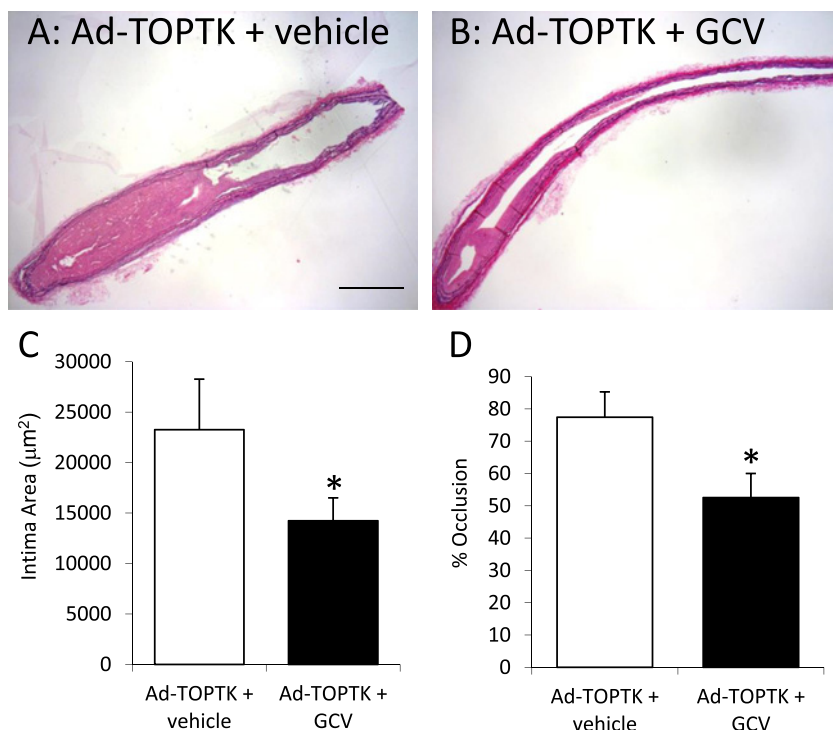 A: Ad-TOPTK + vehicle
B: Ad-TOPTK + GCV
C
30000
25000
20000
15000
10000
5000
0
Intima Area (μm²)
*
Ad-TOPTK +
vehicle
Ad-TOPTK +
GCV
D
90
80
70
60
50
40
30
20
10
0
% Occlusion
*
Ad-TOPTK +
vehicle
Ad-TOPTK +
GCV